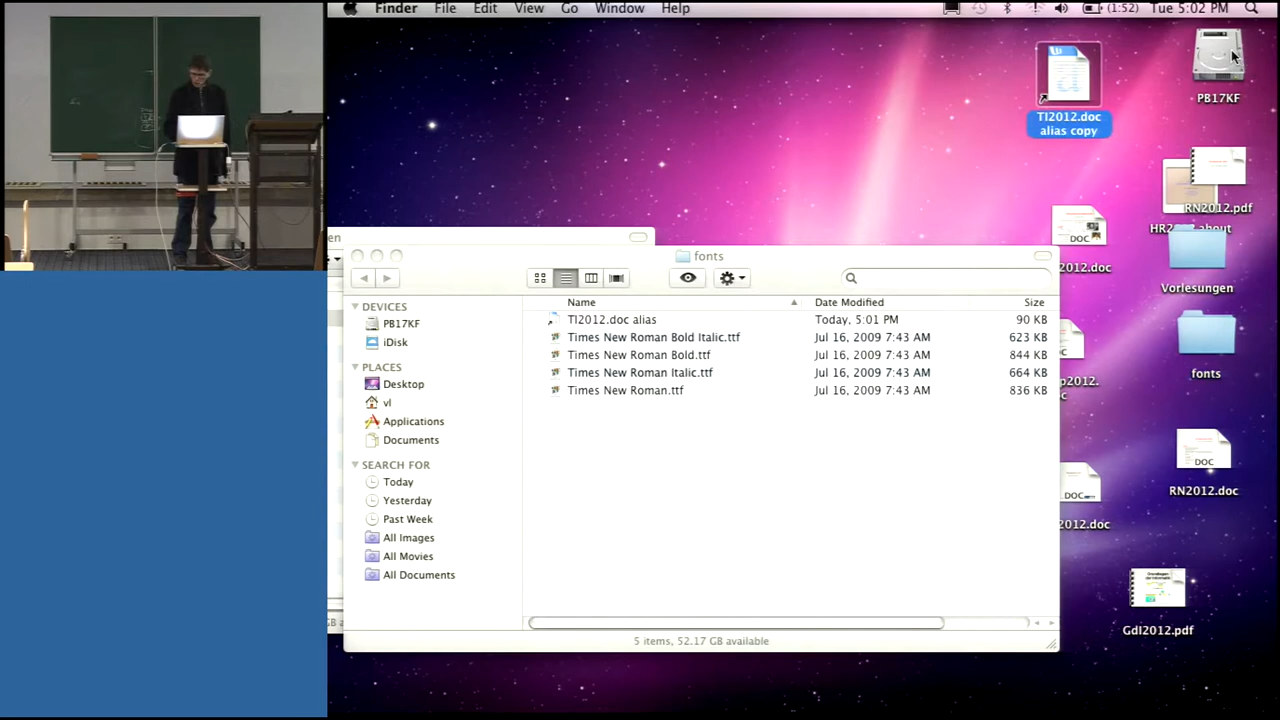 Finder File Edit View Go Window Help (1:52) Tue 5:02 PM
PB17KF
TI2012.doc
alias copy
RN2012.pdf
DOC
2012.doc
Vorlesungen
en
fonts
Name Date Modified Size
DEVICES
PB17KF
iDisk
PLACES
Desktop
vl
Applications
Documents
SEARCH FOR
Today
Yesterday
Past Week
All Images
All Movies
All Documents
TI2012.doc alias Today, 5:01 PM 90 KB
Times New Roman Bold Italic.ttf Jul 16, 2009 7:43 AM 623 KB
Times New Roman Bold.ttf Jul 16, 2009 7:43 AM 844 KB
Times New Roman Italic.ttf Jul 16, 2009 7:43 AM 664 KB
Times New Roman.ttf Jul 16, 2009 7:43 AM 836 KB
5 items, 52.17 GB available
fonts
p2012.
DOC
RN2012.doc
DOC
2012.doc
GdI2012.pdf